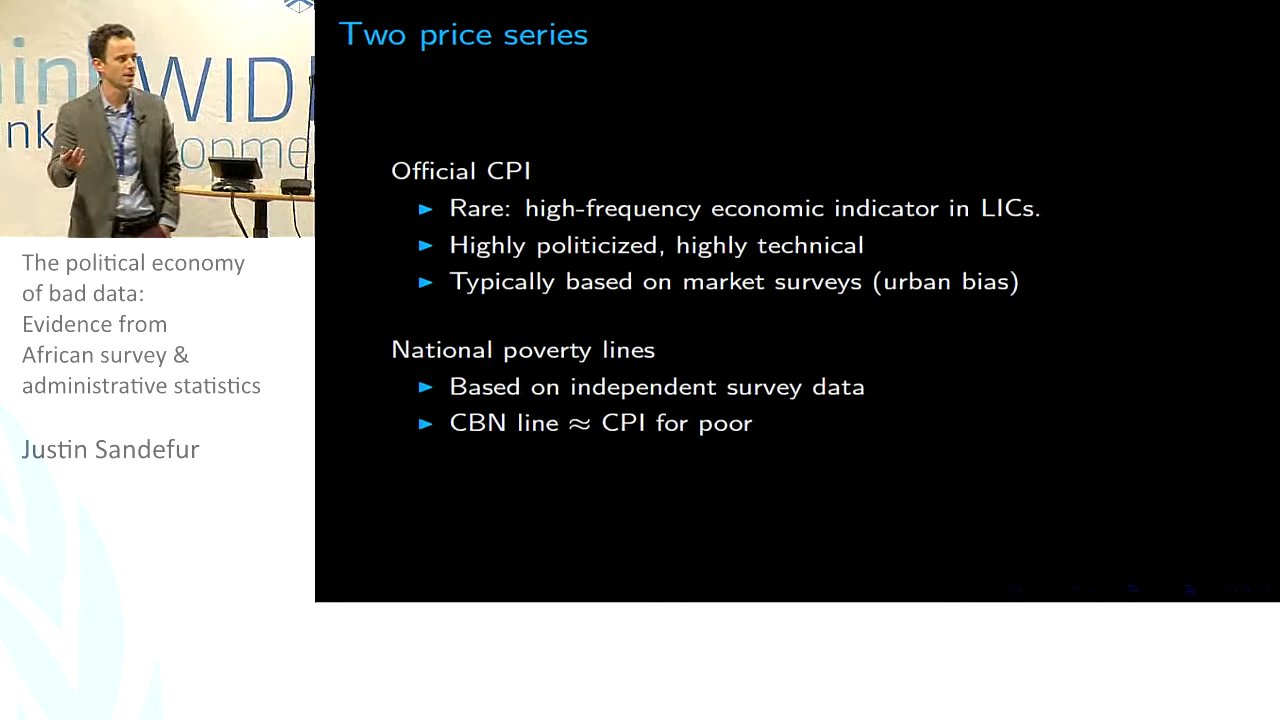 Two price series
Official CPI
Rare: high-frequency economic indicator in LICs.
Highly politicized, highly technical
Typically based on market surveys (urban bias)
National poverty lines
Based on independent survey data
CBN line ≈ CPI for poor
WID
onme
The political economy
of bad data:
Evidence from
African survey &
administrative statistics
Justin Sandefur